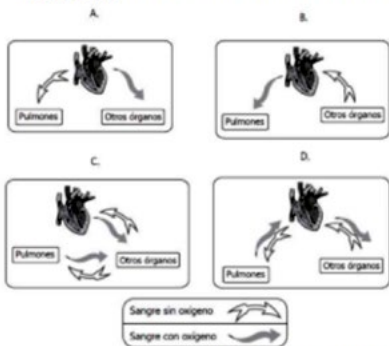 A.
B.
Pulmones
Otros órganos
Pulmones
Otros órganos
C.
D.
Pulmones
Otros órganos
Pulmones
Otros órganos
Sangre sin oxígeno
Sangre con oxígeno